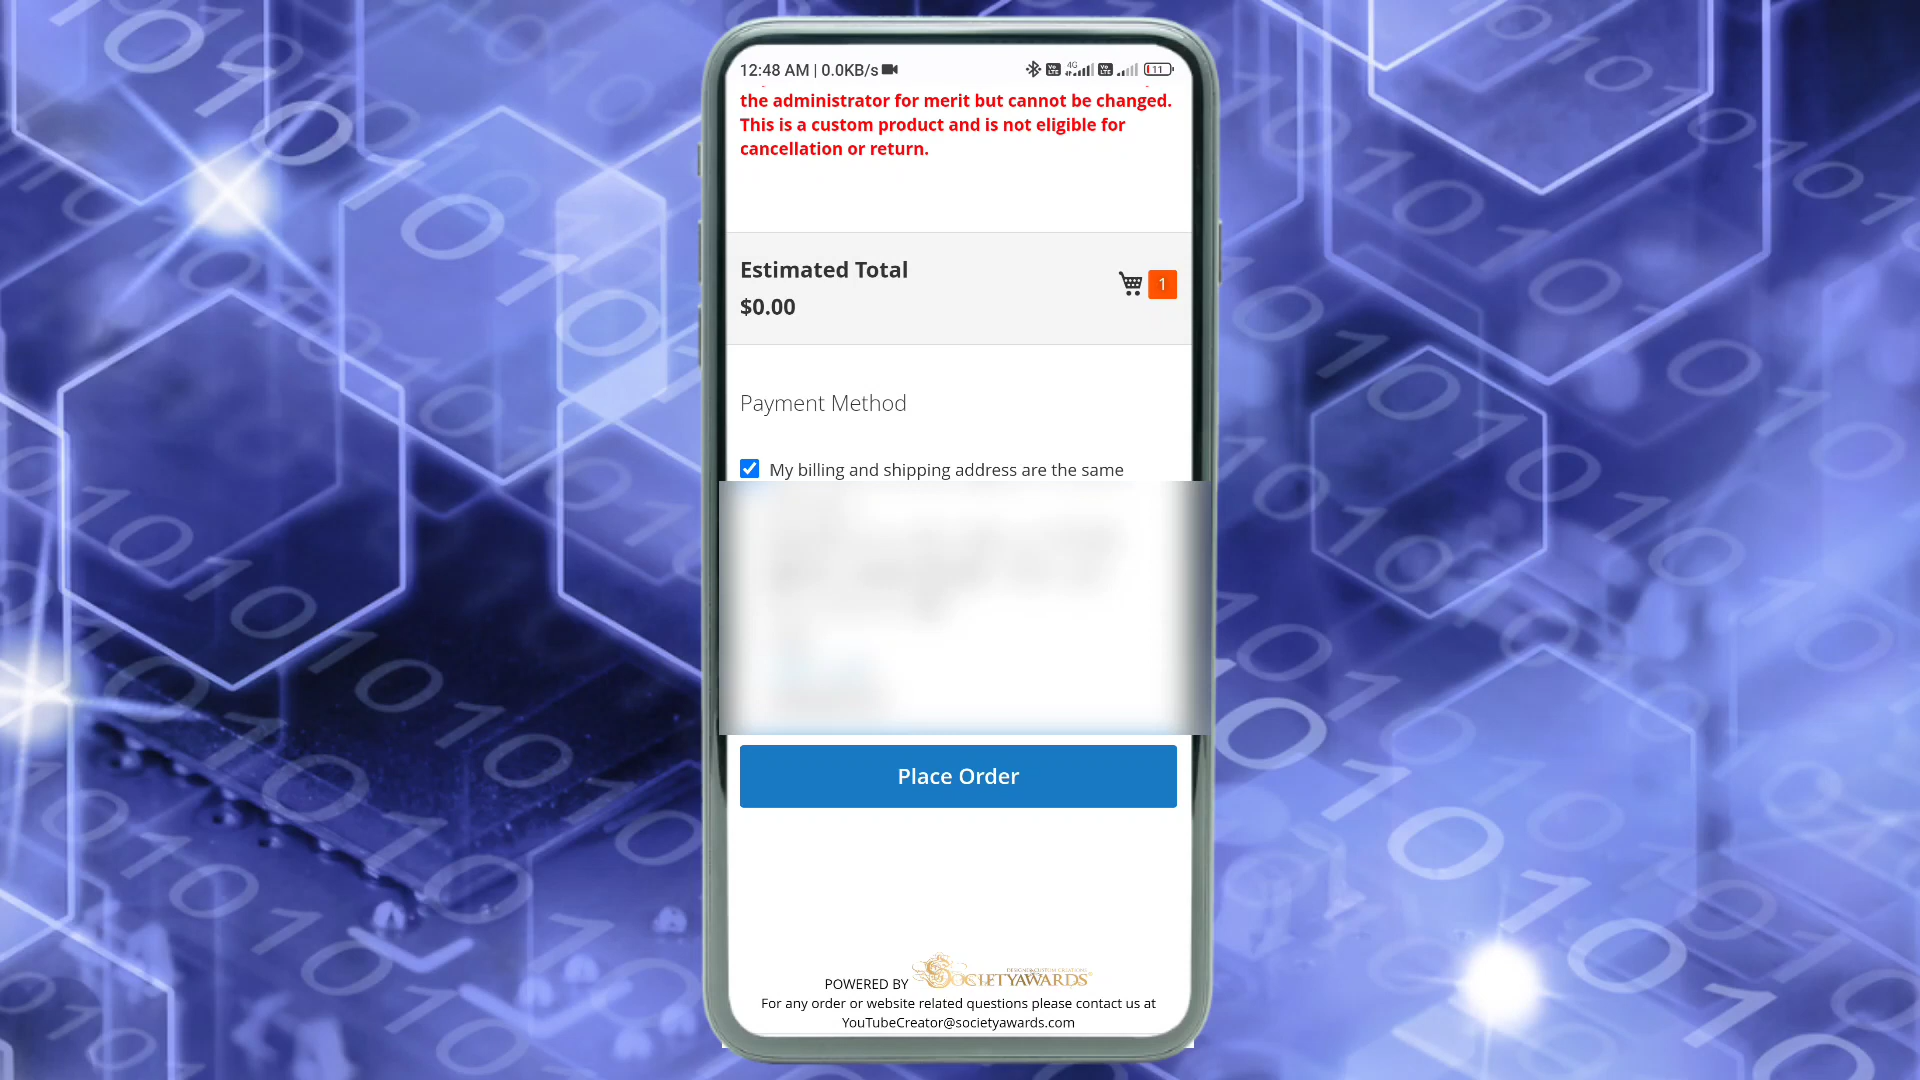 12:48 AM | 0.0KB/s
4G
11
the administrator for merit but cannot be changed.
This is a custom product and is not eligible for
cancellation or return.
Estimated Total
$0.00
1
Payment Method
My billing and shipping address are the same
Place Order
POWERED BY SOCIETYAWARDS
For any order or website related questions please contact us at
YouTubeCreator@societyawards.com